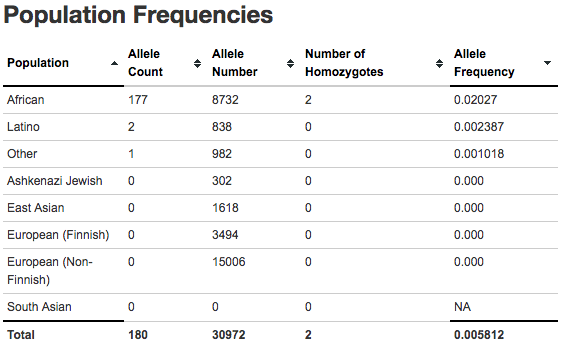 Population Frequencies
Population Allele Count Allele Number Number of Homozygotes Allele Frequency
African 177 8732 2 0.02027
Latino 2 838 0 0.002387
Other 1 982 0 0.001018
Ashkenazi Jewish 0 302 0 0.000
East Asian 0 1618 0 0.000
European (Finnish) 0 3494 0 0.000
European (Non-Finnish) 0 15006 0 0.000
South Asian 0 0 0 NA
Total 180 30972 2 0.005812